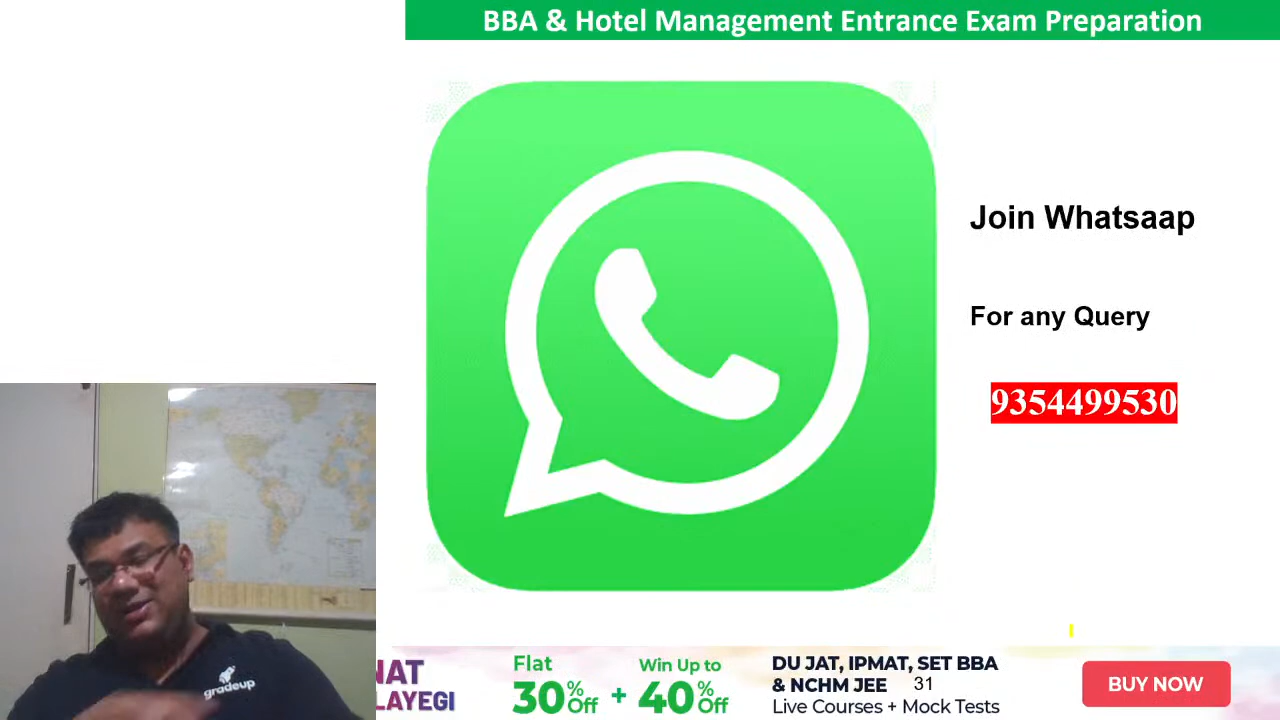 BBA & Hotel Management Entrance Exam Preparation
Join Whatsaap
For any Query
9354499530
gradeup
NAT
LAYEGI
Flat
30% Off + 
Win Up to
40% Off
DU JAT, IPMAT, SET BBA
& NCHM JEE 31
Live Courses + Mock Tests
BUY NOW